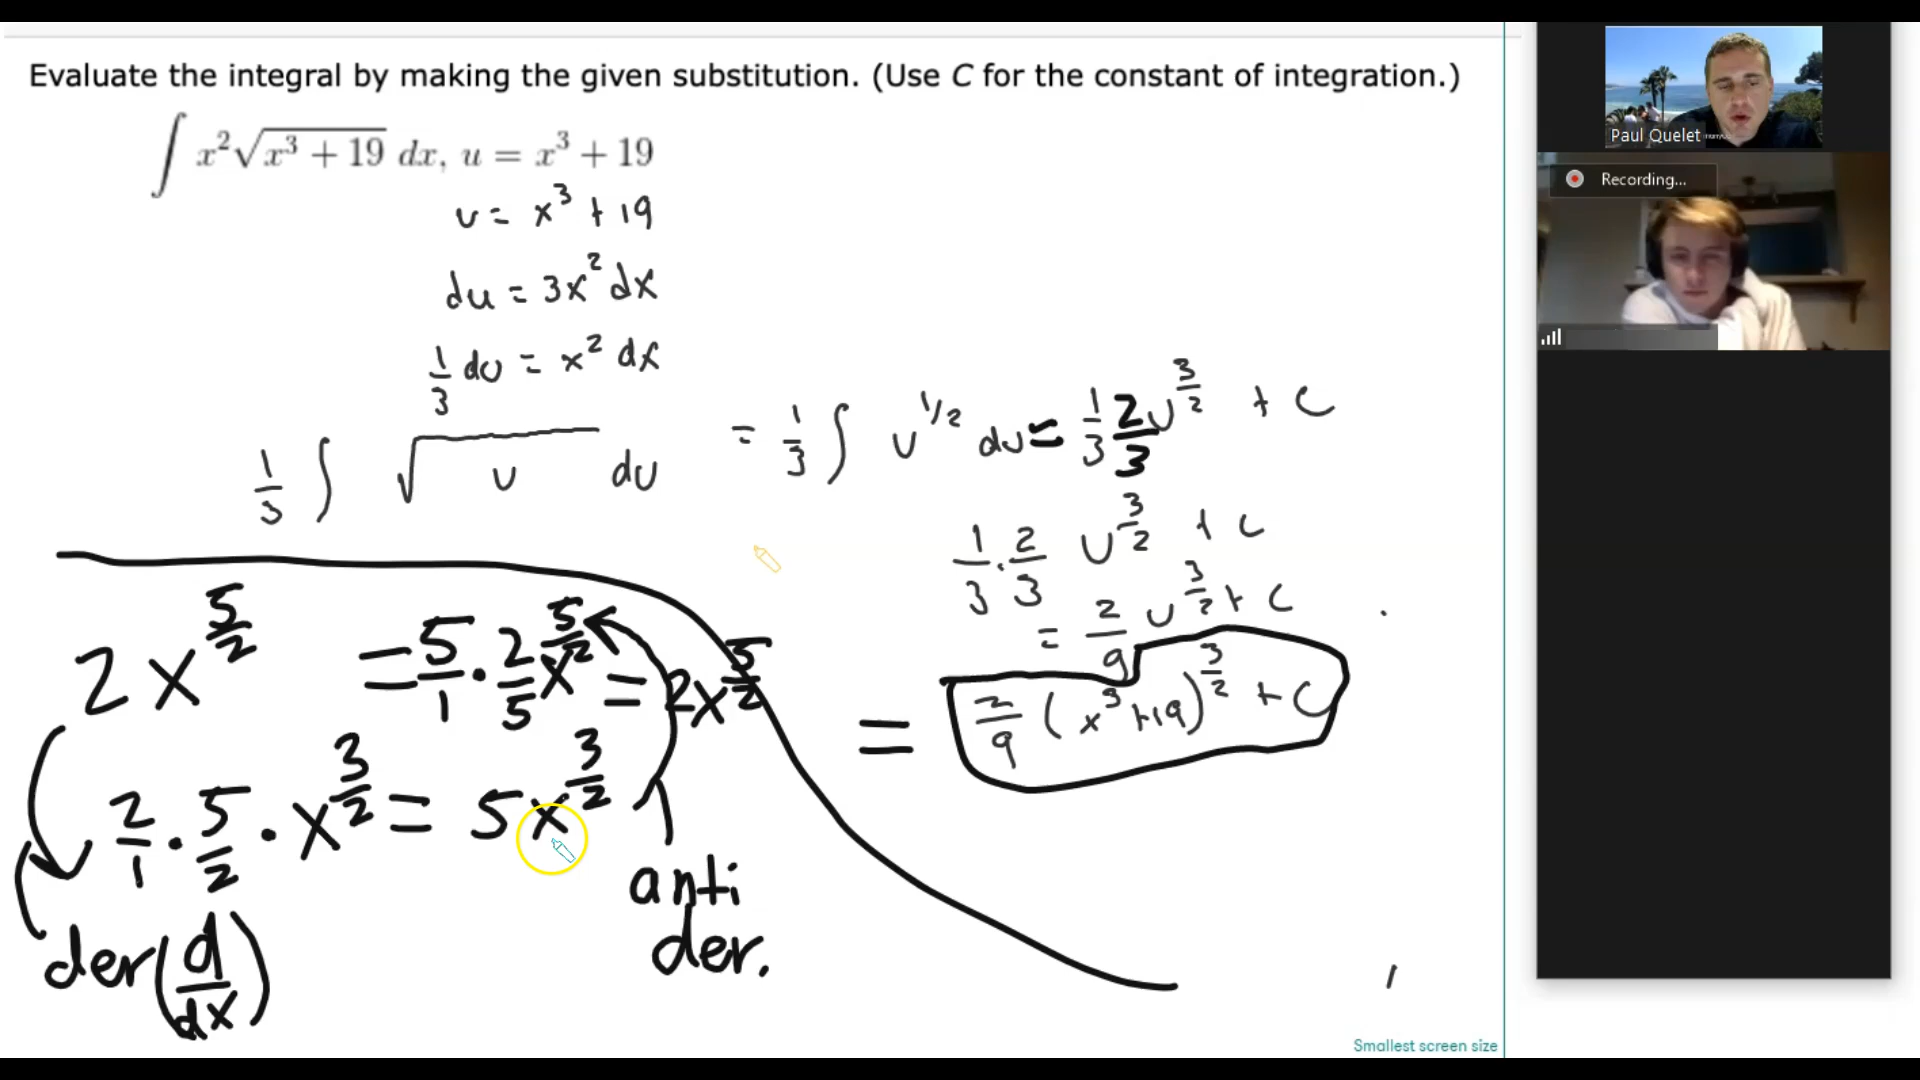 Evaluate the integral by making the given substitution. (Use C for the constant of integration.)
∫ x²√(x³ + 19) dx, u = x³ + 19
u = x³ + 19
du = 3x² dx
1/3 du = x² dx
1/3 ∫ √u du = 1/3 ∫ u^1/2 du = 1/3 2/3 u^3/2 + C
1/3 · 2/3 u^3/2 + C
= 2/9 u^3/2 + C
= 2/9 (x³ + 19)^3/2 + C
2x^5/2 = 5/1 · 2/5 x^5/2 = 2x^5/2
2/1 · 5/2 · x^3/2 = 5x^3/2
anti
der.
der(d/dx)
Smallest screen size
Paul Quelet
Recording...